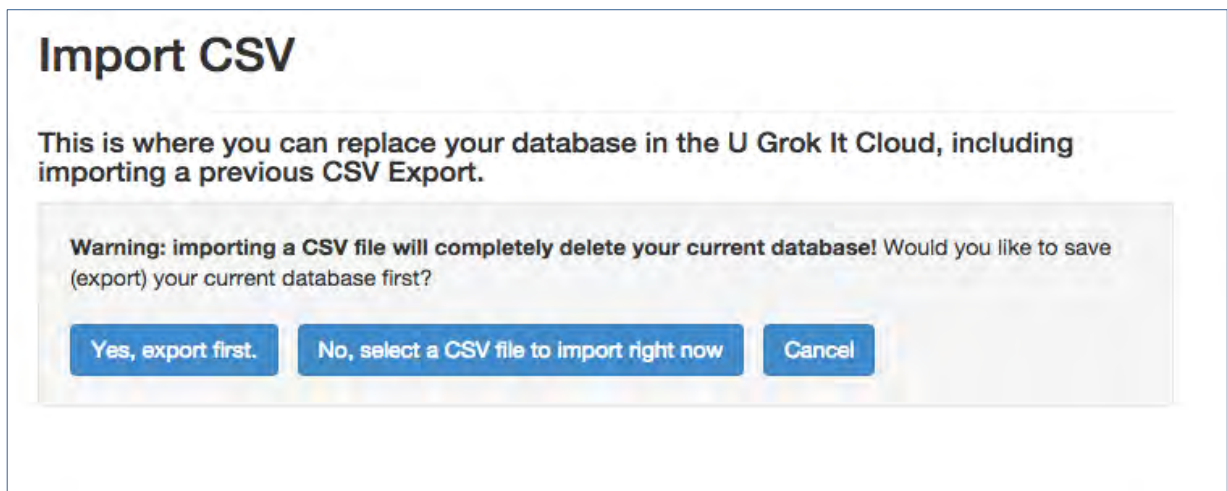 Import CSV
This is where you can replace your database in the U Grok It Cloud, including
importing a previous CSV Export.
Warning: importing a CSV file will completely delete your current database! Would you like to save
(export) your current database first?
Yes, export first. No, select a CSV file to import right now Cancel